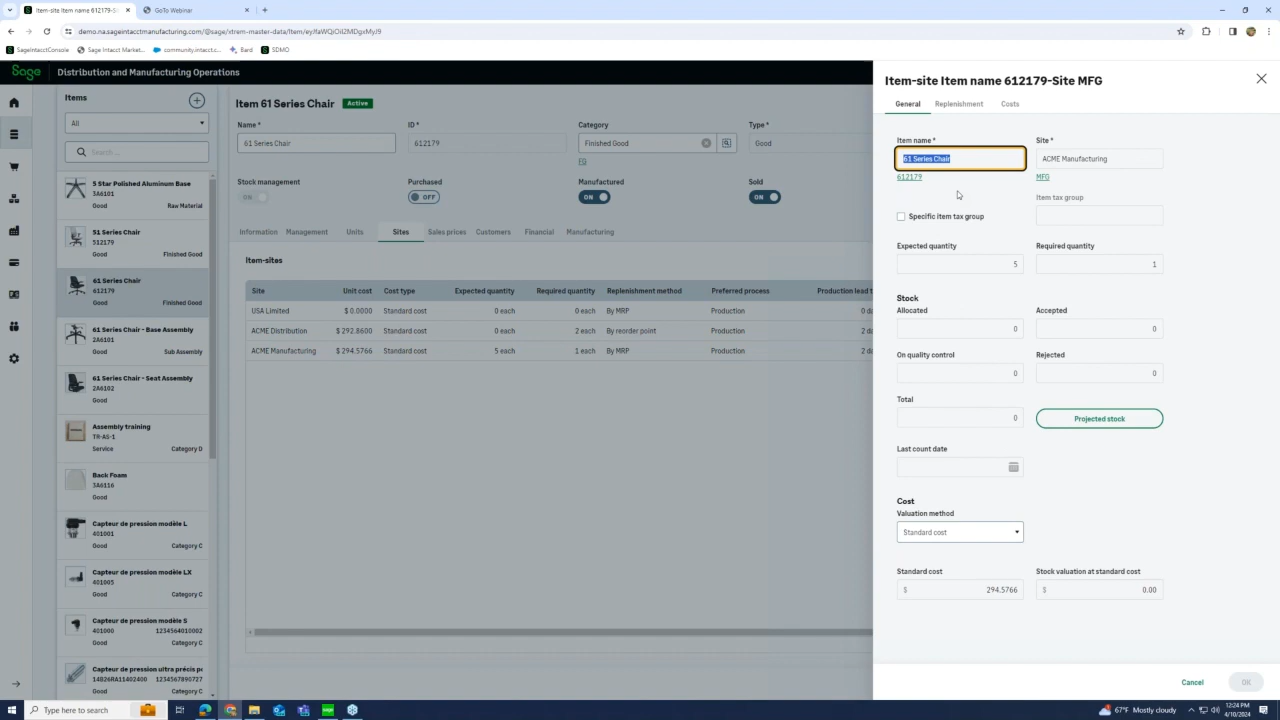 Item-site Item name 612179-S
GoTo Webinar
demo.na.sageintacctmanufacturing.com/@sage/xtrem-master-data/Item/eyJfaWQiOiI2MDgxMyJ9
SageIntacctConsole
Sage Intacct Market...
community.intacct.c...
Bard
SDMO
Sage
Distribution and Manufacturing Operations
Items
All
Search...
5 Star Polished Aluminum Base
3A6101
Good Raw Material
51 Series Chair
512179
Good Finished Good
61 Series Chair
612179
Good Finished Good
61 Series Chair - Base Assembly
2A6101
Good Sub Assembly
61 Series Chair - Seat Assembly
2A6102
Good
Assembly training
TR-AS-1
Service Category D
Back Foam
3A6116
Good
Capteur de pression modèle L
401001
Good Category C
Capteur de pression modèle LX
401005
Good Category C
Capteur de pression modèle S
401000 1234564010002
Good Category C
Capteur de pression ultra précis p
14B26RA11402400 1234567890727
Good Category C
Item 61 Series Chair Active
Name * ID * Category Type *
61 Series Chair 612179 Finished Good Good
FG
Stock management Purchased Manufactured Sold
ON OFF ON ON
Information Management Units Sites Sales prices Customers Financial Manufacturing
Item-sites
Site Unit cost Cost type Expected quantity Required quantity Replenishment method Preferred process Production lead t
USA Limited $ 0.0000 Standard cost 0 each 0 each By MRP Production 0 da
ACME Distribution $ 292.8600 Standard cost 0 each 2 each By reorder point Production 2 da
ACME Manufacturing $ 294.5766 Standard cost 5 each 1 each By MRP Production 2 da
Item-site Item name 612179-Site MFG
General Replenishment Costs
Item name * Site *
61 Series Chair ACME Manufacturing
612179 MFG
Item tax group
Specific item tax group
Expected quantity Required quantity
5 1
Stock
Allocated Accepted
0 0
On quality control Rejected
0 0
Total
0 Projected stock
Last count date
Cost
Valuation method
Standard cost
Standard cost Stock valuation at standard cost
$ 294.5766 $ 0.00
Cancel OK
Type here to search
67°F Mostly cloudy
12:24 PM
4/10/2024